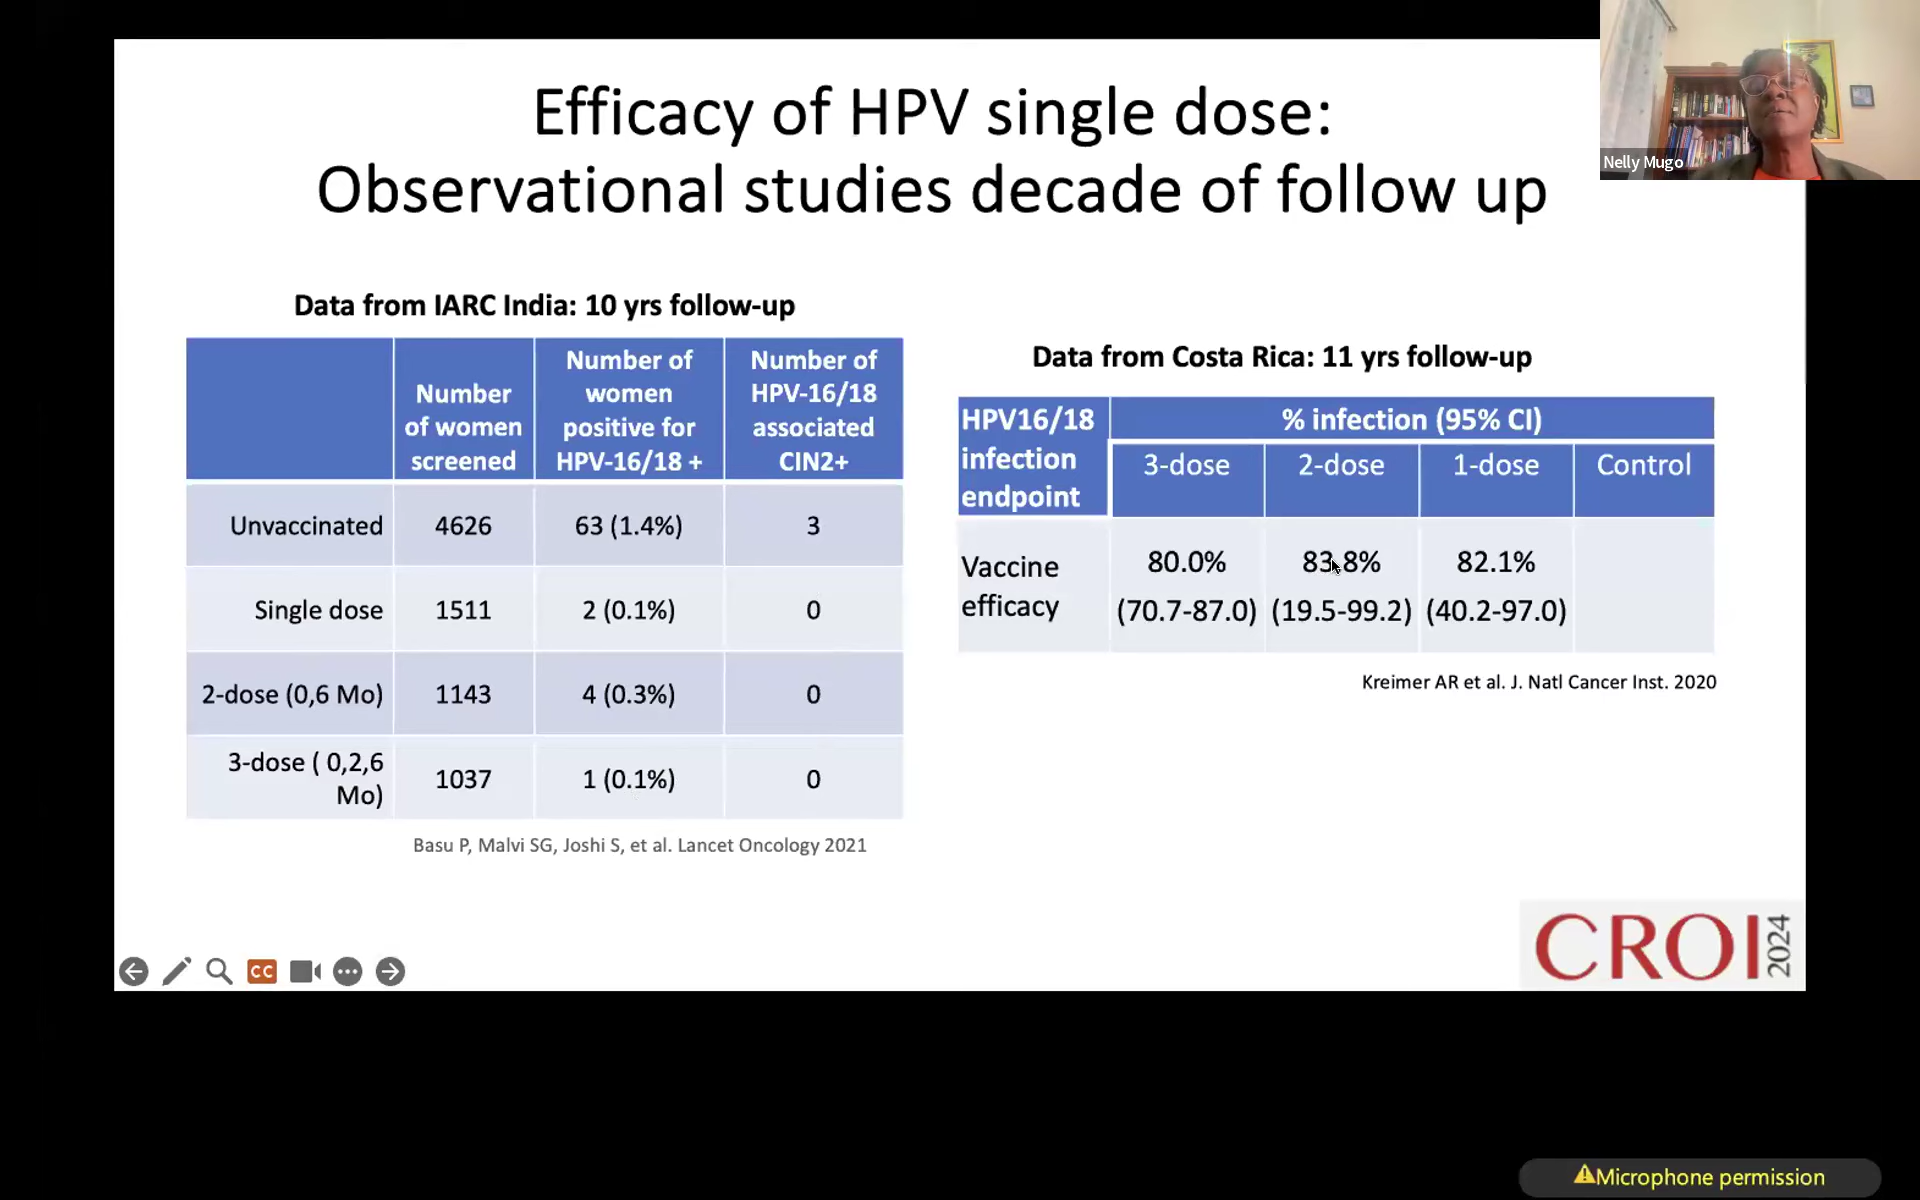 Efficacy of HPV single dose:
Observational studies decade of follow up
Nelly Mugo
Data from IARC India: 10 yrs follow-up
Number of women screened
Number of women positive for HPV-16/18 +
Number of HPV-16/18 associated CIN2+
Unvaccinated 4626 63 (1.4%) 3
Single dose 1511 2 (0.1%) 0
2-dose (0,6 Mo) 1143 4 (0.3%) 0
3-dose ( 0,2,6 Mo) 1037 1 (0.1%) 0
Basu P, Malvi SG, Joshi S, et al. Lancet Oncology 2021
Data from Costa Rica: 11 yrs follow-up
HPV16/18 infection endpoint
% infection (95% CI)
3-dose 2-dose 1-dose Control
Vaccine efficacy
80.0% 83.8% 82.1%
(70.7-87.0) (19.5-99.2) (40.2-97.0)
Kreimer AR et al. J. Natl Cancer Inst. 2020
CC
CROI 2024
Microphone permission